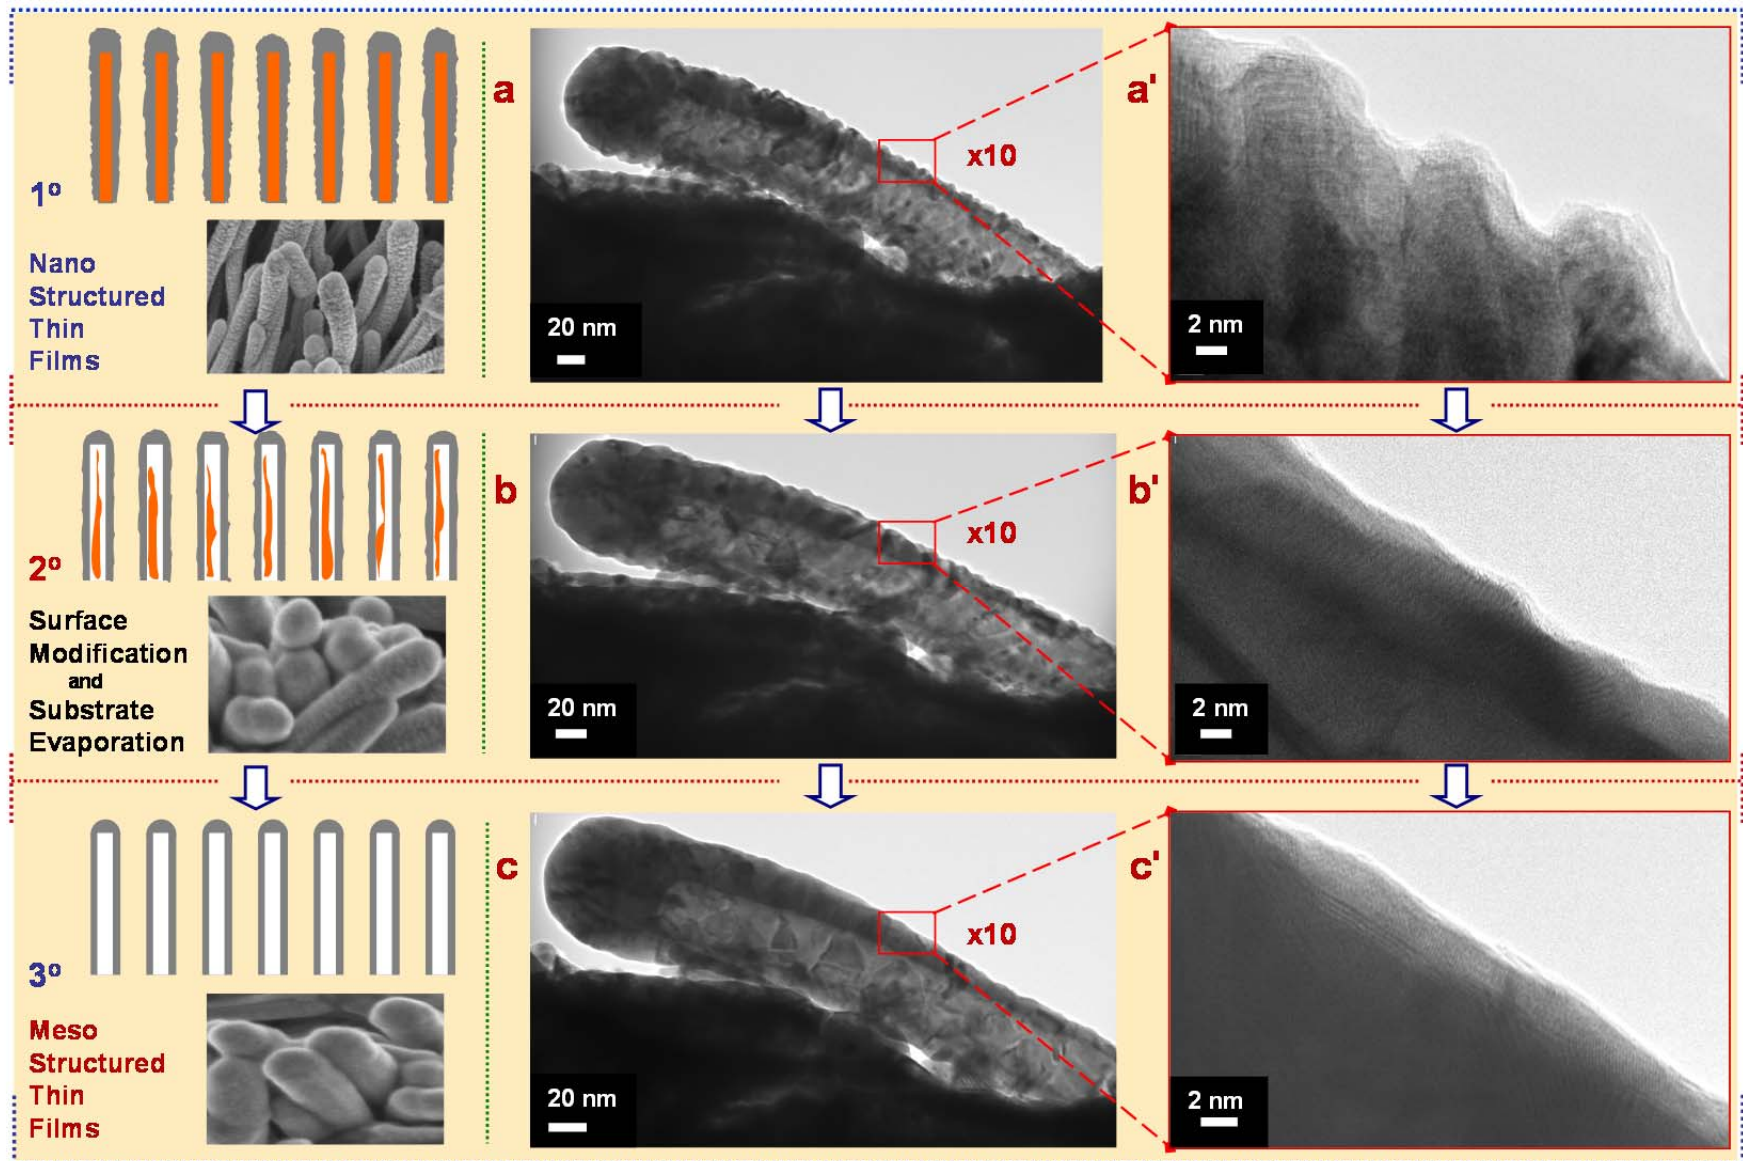 a
a'
x10
1º
Nano
Structured
Thin
Films
20 nm
2 nm
b
b'
x10
2º
Surface
Modification
and
Substrate
Evaporation
20 nm
2 nm
c
c'
x10
3º
Meso
Structured
Thin
Films
20 nm
2 nm